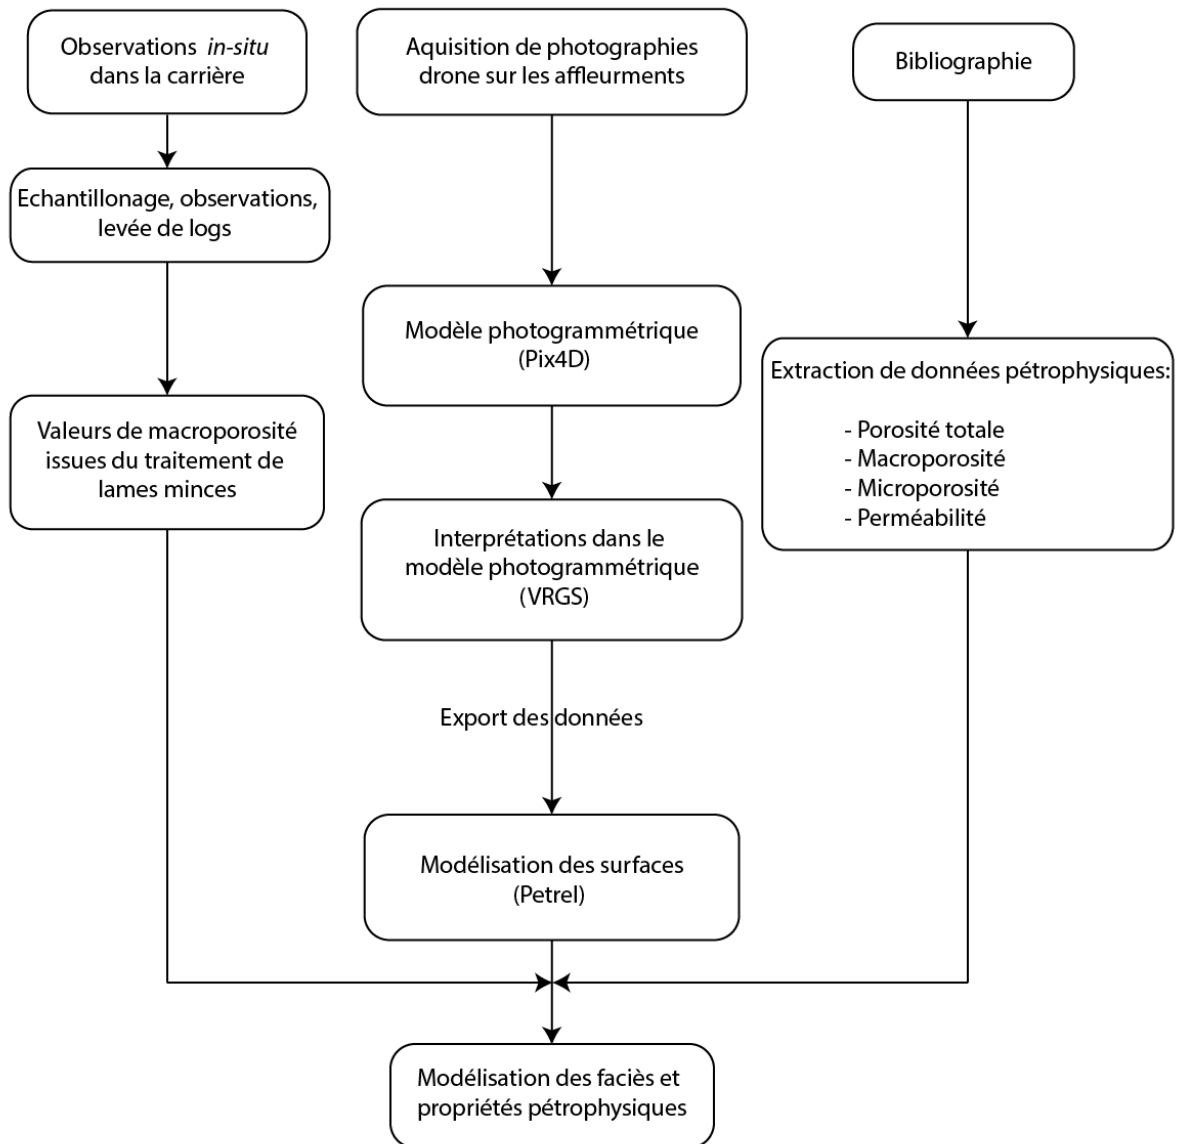 Observations in-situ
dans la carrière
Aquisition de photographies
drone sur les affleurments
Bibliographie
Echantillonage, observations,
levée de logs
Modèle photogrammétrique
(Pix4D)
Extraction de données pétrophysiques:
- Porosité totale
- Macroporosité
- Microporosité
- Perméabilité
Valeurs de macroporosité
issues du traitement de
lames minces
Interprétations dans le
modèle photogrammétrique
(VRGS)
Export des données
Modélisation des surfaces
(Petrel)
Modélisation des faciès et
propriétés pétrophysiques